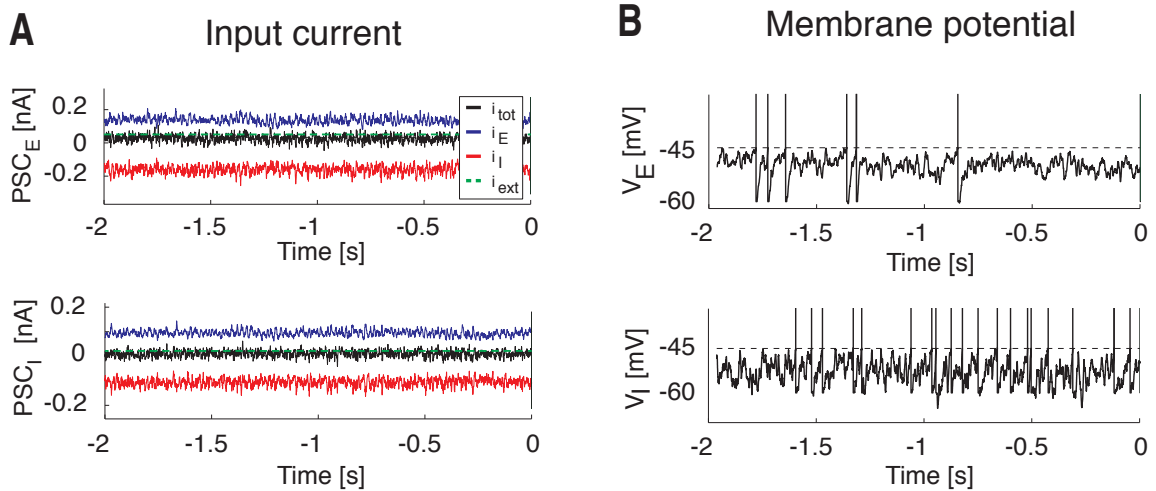 A
Input current
PSC_E [nA]
0.2
0
-0.2
i_tot
i_E
i_I
i_ext
-2
-1.5
-1
-0.5
0
Time [s]
PSC_I [nA]
0.2
0
-0.2
-2
-1.5
-1
-0.5
0
Time [s]
B
Membrane potential
V_E [mV]
-45
-60
-2
-1.5
-1
-0.5
0
Time [s]
V_I [mV]
-45
-60
-2
-1.5
-1
-0.5
0
Time [s]